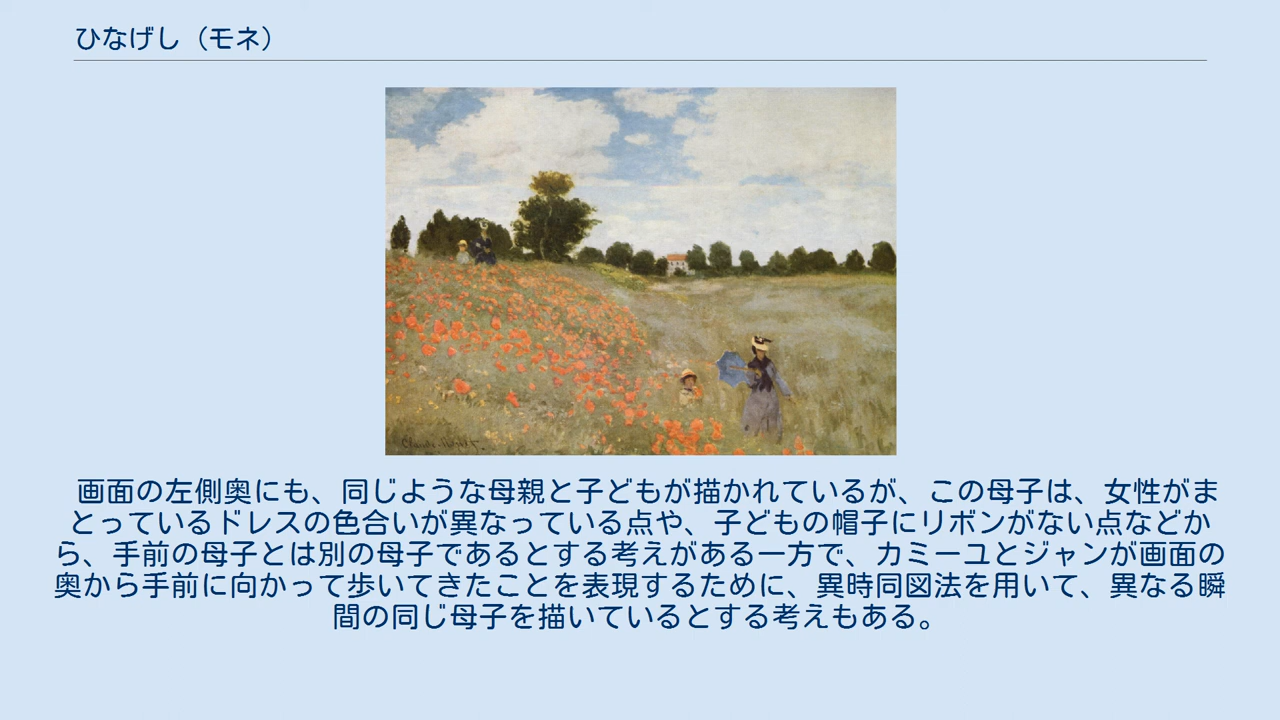 ひなげし（モネ）
Claude Monet
画面の左側奥にも、同じような母親と子どもが描かれているが、この母子は、女性がま
とっているドレスの色合いが異なっている点や、子どもの帽子にリボンがない点などか
ら、手前の母子とは別の母子であるとする考えがある一方で、カミーユとジャンが画面の
奥から手前に向かって歩いてきたことを表現するために、異時同図法を用いて、異なる瞬
間の同じ母子を描いているとする考えもある。